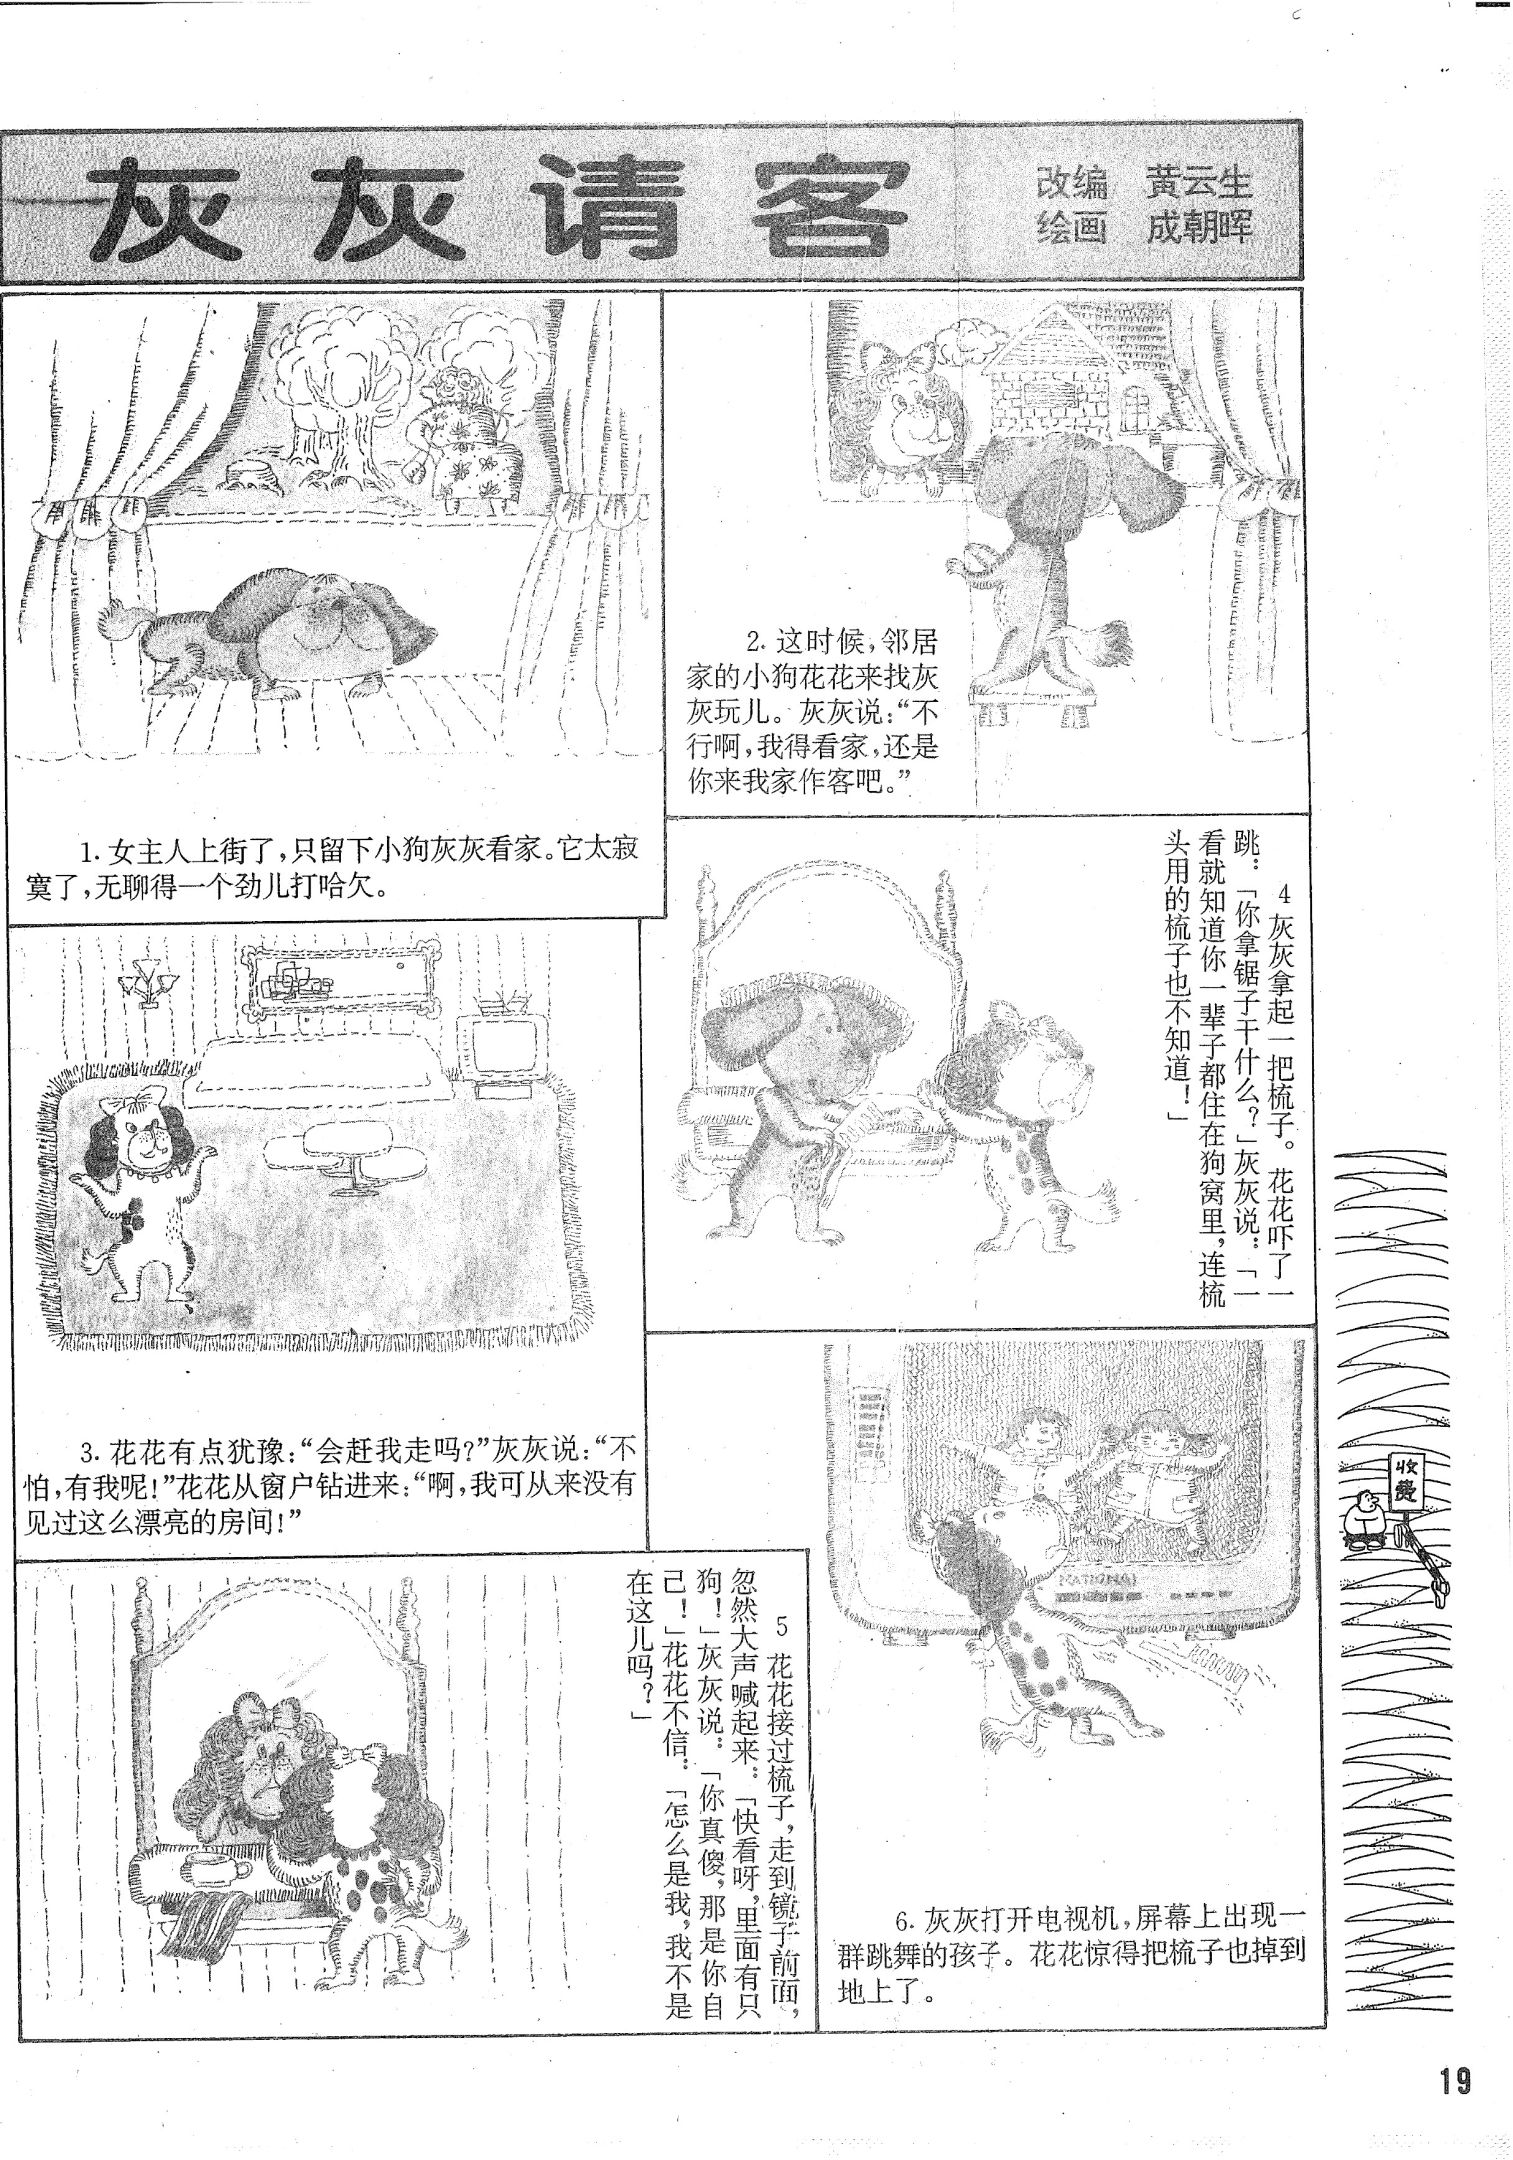 灰灰请客
改编 黄云生
绘画 成朝晖
1. 女主人上街了，只留下小狗灰灰看家。它太寂
寞了，无聊得一个劲儿打哈欠。
2. 这时候，邻居
家的小狗花花来找灰
灰玩儿。灰灰说：“不
行啊，我得看家，还是
你来我家作客吧。”
3. 花花有点犹豫：“会赶我走吗？”灰灰说：“不
怕，有我呢！”花花从窗户钻进来：“啊，我可从来没有
见过这么漂亮的房间！”
4 灰灰拿起一把梳子。花花吓了一
跳：「你拿锯子干什么？」灰灰说：「一
看就知道你一辈子都住在狗窝里，连梳
头用的梳子也不知道！」
5 花花接过梳子，走到镜子前面，
忽然大声喊起来：「快看呀，里面有只
狗！」灰灰说：「你真傻，那是你自
己！」花花不信：「怎么是我，我不是
在这儿吗？」
6. 灰灰打开电视机，屏幕上出现一
群跳舞的孩子。花花惊得把梳子也掉到
地上了。
收
费
19